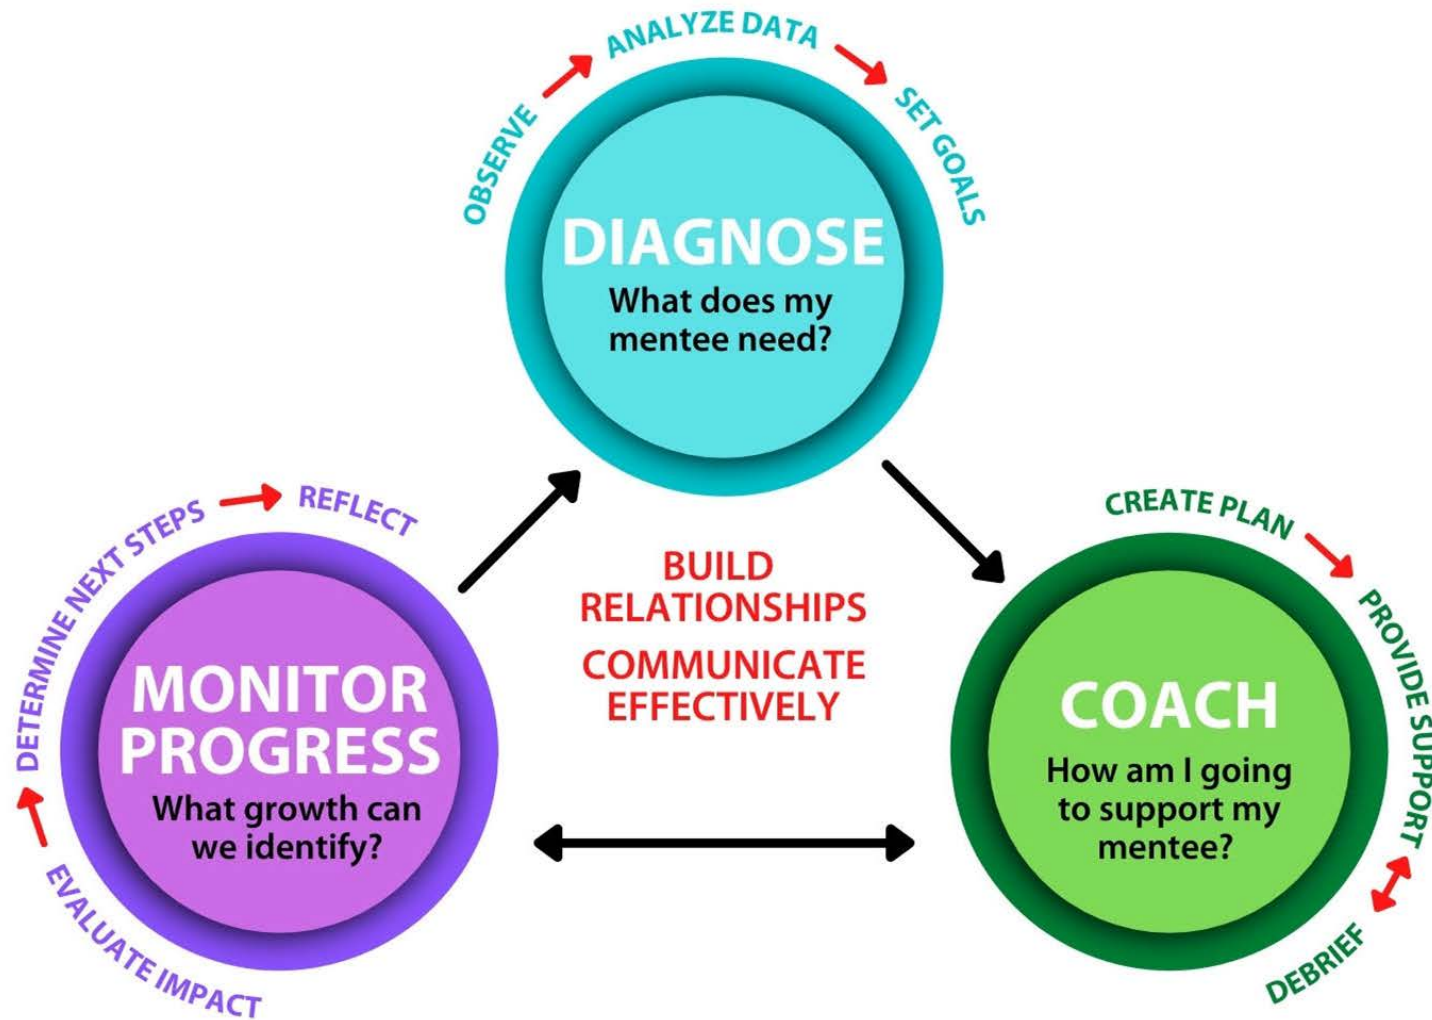 OBSERVE
ANALYZE DATA
SET GOALS
DIAGNOSE
What does my
mentee need?
CREATE PLAN
PROVIDE SUPPORT
DEBRIEF
COACH
How am I going
to support my
mentee?
EVALUATE IMPACT
DETERMINE NEXT STEPS
REFLECT
MONITOR
PROGRESS
What growth can
we identify?
BUILD
RELATIONSHIPS
COMMUNICATE
EFFECTIVELY